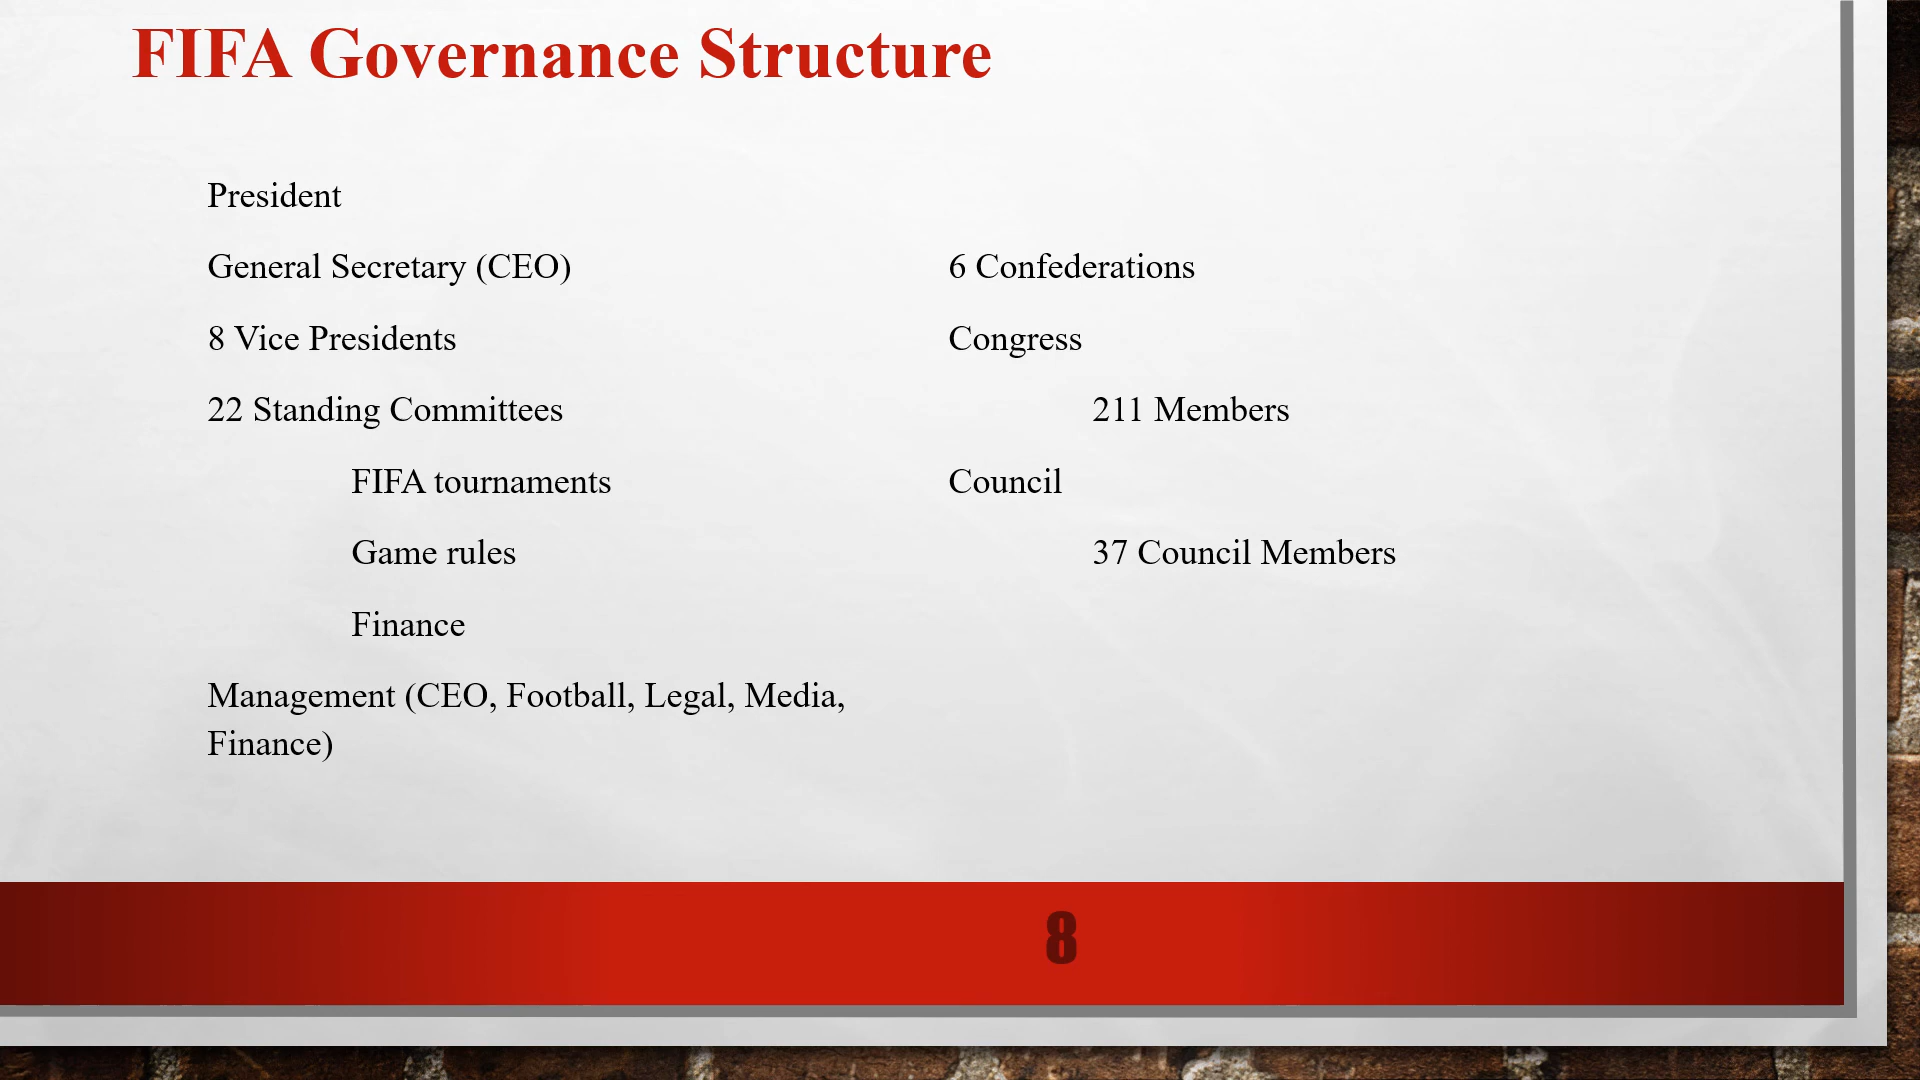 FIFA Governance Structure
President
General Secretary (CEO)
8 Vice Presidents
22 Standing Committees
FIFA tournaments
Game rules
Finance
Management (CEO, Football, Legal, Media,
Finance)
6 Confederations
Congress
211 Members
Council
37 Council Members
8